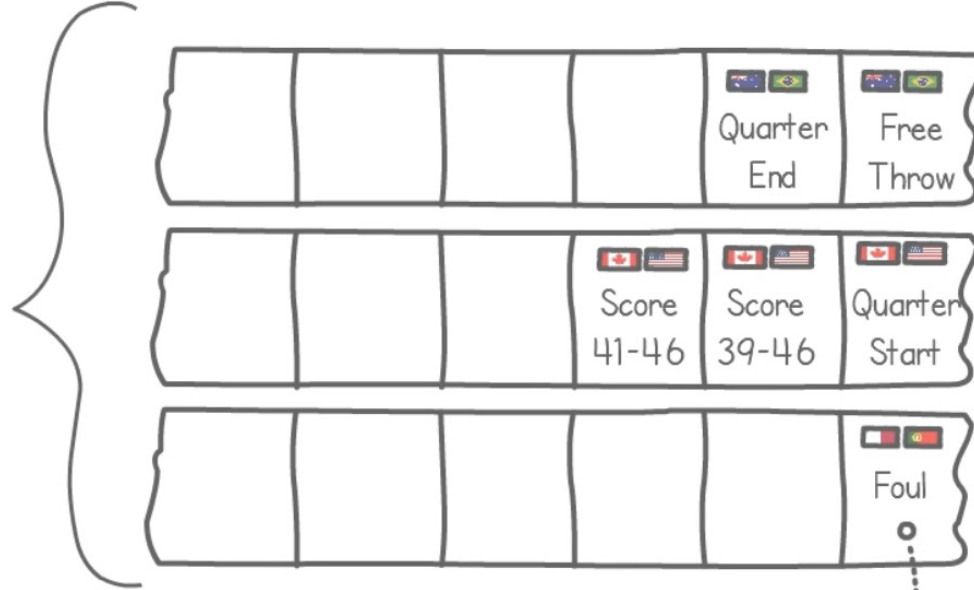 Quarter
End
Free
Throw
Score
41-46
Score
39-46
Quarter
Start
Foul